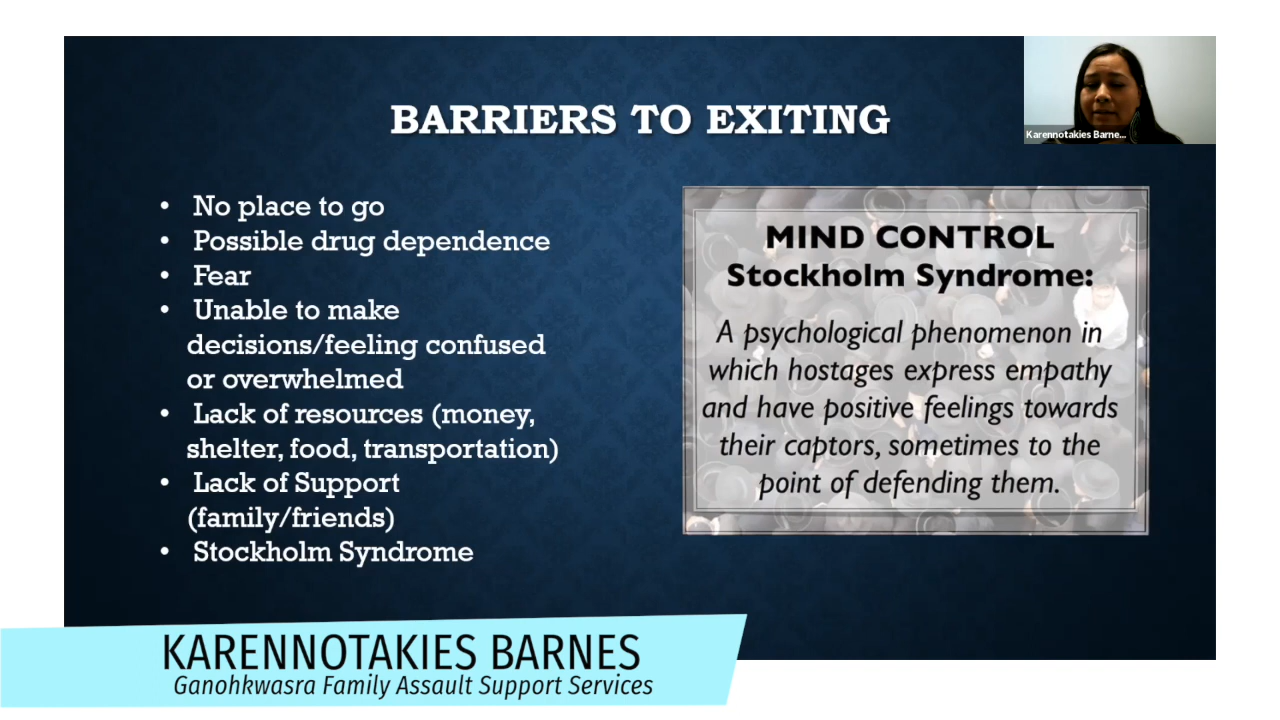 BARRIERS TO EXITING
Karennotakies Barne...
• No place to go
• Possible drug dependence
• Fear
• Unable to make
decisions/feeling confused
or overwhelmed
• Lack of resources (money,
shelter, food, transportation)
• Lack of Support
(family/friends)
• Stockholm Syndrome
MIND CONTROL
Stockholm Syndrome:
A psychological phenomenon in
which hostages express empathy
and have positive feelings towards
their captors, sometimes to the
point of defending them.
KARENNOTAKIES BARNES
Ganohkwasra Family Assault Support Services